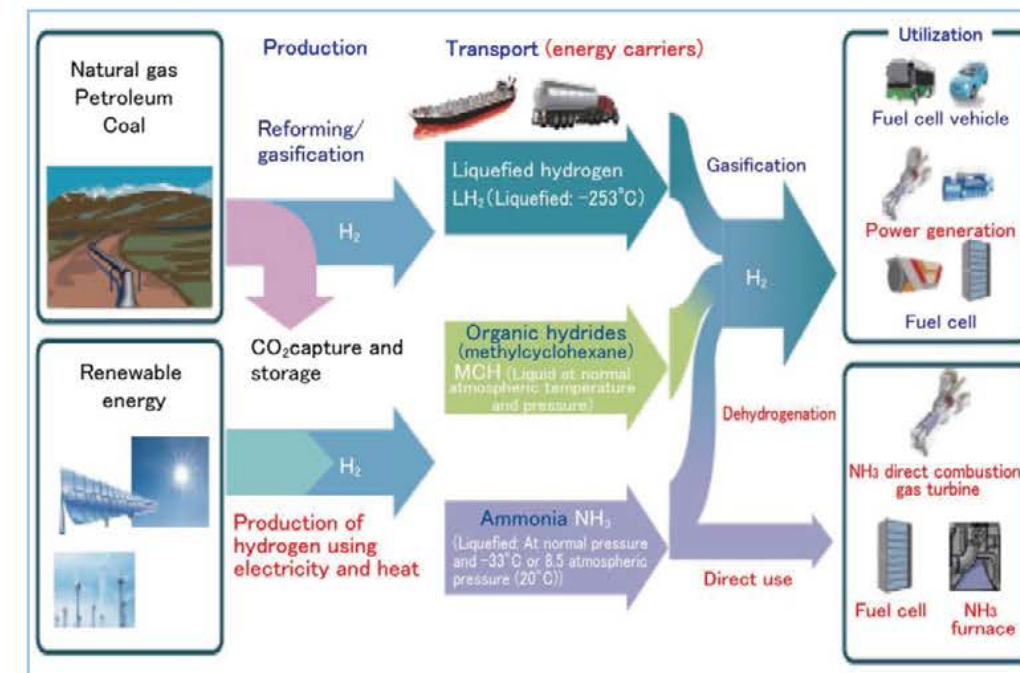 Natural gas
Petroleum
Coal
Renewable
energy
Production
Reforming/
gasification
H₂
CO₂capture and
storage
H₂
Production of
hydrogen using
electricity and heat
Transport (energy carriers)
Liquefied hydrogen
LH₂ (Liquefied: -253°C)
Organic hydrides
(methylcyclohexane)
MCH (Liquid at normal
atmospheric temperature
and pressure)
Ammonia NH₃
(Liquefied: At normal pressure
and -33°C or 8.5 atmospheric
pressure (20°C))
Gasification
H₂
Dehydrogenation
Direct use
Utilization
Fuel cell vehicle
Power generation
Fuel cell
NH₃ direct combustion
gas turbine
Fuel cell
NH₃
furnace